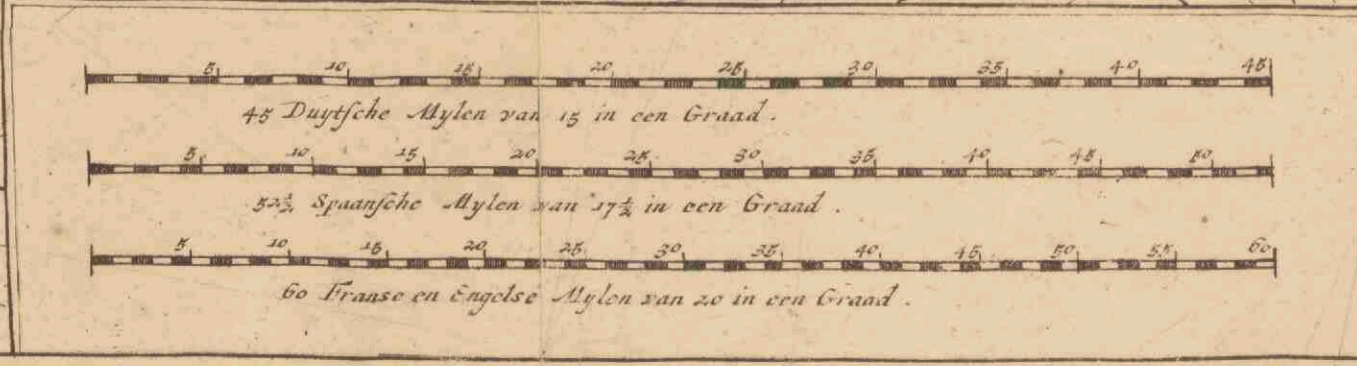 5 10 15 20 25 30 35 40 45
45 Duytſche Mylen van 15 in een Graad.
5 10 15 20 25 30 35 40 45 50
52½ Spaanſche Mylen van 17½ in een Graad.
5 10 15 20 25 30 35 40 45 50 55 60
60 Franse en Engelse Mylen van 20 in een Graad.